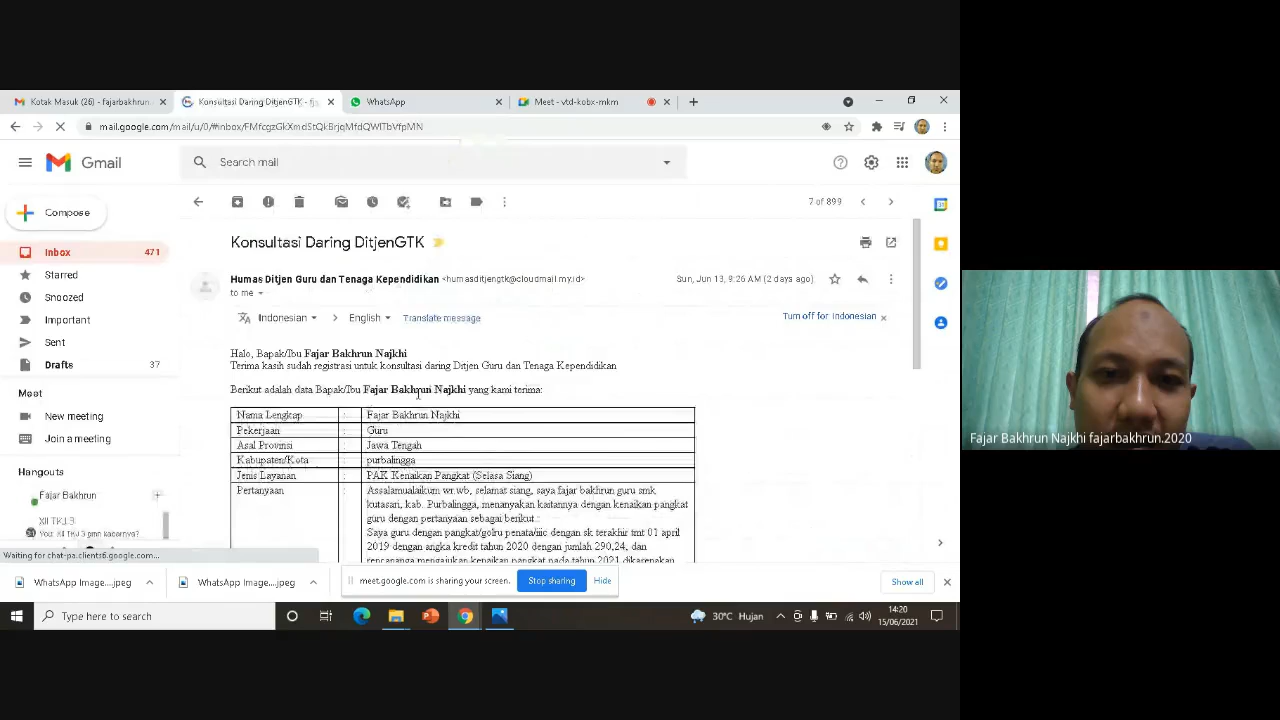 Kotak Masuk (26) - fajarbakhrun
Konsultasi Daring DitjenGTK - fj
WhatsApp
Meet - vtd-kobx-mkm
Gmail
Search mail
Compose
7 of 899
Inbox 471
Starred
Snoozed
Important
Sent
Drafts 37
Meet
New meeting
Join a meeting
Hangouts
Fajar Bakhrun
Konsultasi Daring DitjenGTK
Humas Ditjen Guru dan Tenaga Kependidikan <humasditjengtk@cloudmail.my.id>
Sun, Jun 13, 9:26 AM (2 days ago)
to me
Indonesian > English Translate message
Turn off for Indonesian
Halo, Bapak/Ibu Fajar Bakhrun Najkhi
Terima kasih sudah registrasi untuk konsultasi daring Ditjen Guru dan Tenaga Kependidikan
Berikut adalah data Bapak/Ibu Fajar Bakhrun Najkhi yang kami terima:
Nama Lengkap : Fajar Bakhrun Najkhi
Pekerjaan : Guru
Asal Provinsi : Jawa Tengah
Kabupaten/Kota : purbalingga
Jenis Layanan : PAK Kenaikan Pangkat (Selasa Siang)
Pertanyaan : Assalamualaikum wr.wb, selamat siang, saya fajar bakhrun guru smk
kutasari, kab. Purbalingga, menanyakan kaitannya dengan kenaikan pangkat
guru dengan pertanyaan sebagai berikut :
Saya guru dengan pangkat/golru penata/iiic dengan sk terakhir tmt 01 april
2019 dengan angka kredit tahun 2020 dengan jumlah 290,24, dan
rencananya mengajukan kenaikan pangkat pada tahun 2021 dikarenakan
Waiting for chat-pa.clients6.google.com...
WhatsApp Image....jpeg
WhatsApp Image....jpeg
meet.google.com is sharing your screen.
Stop sharing
Hide
Show all
Type here to search
30°C Hujan
14:20
15/06/2021
Fajar Bakhrun Najkhi fajarbakhrun.2020